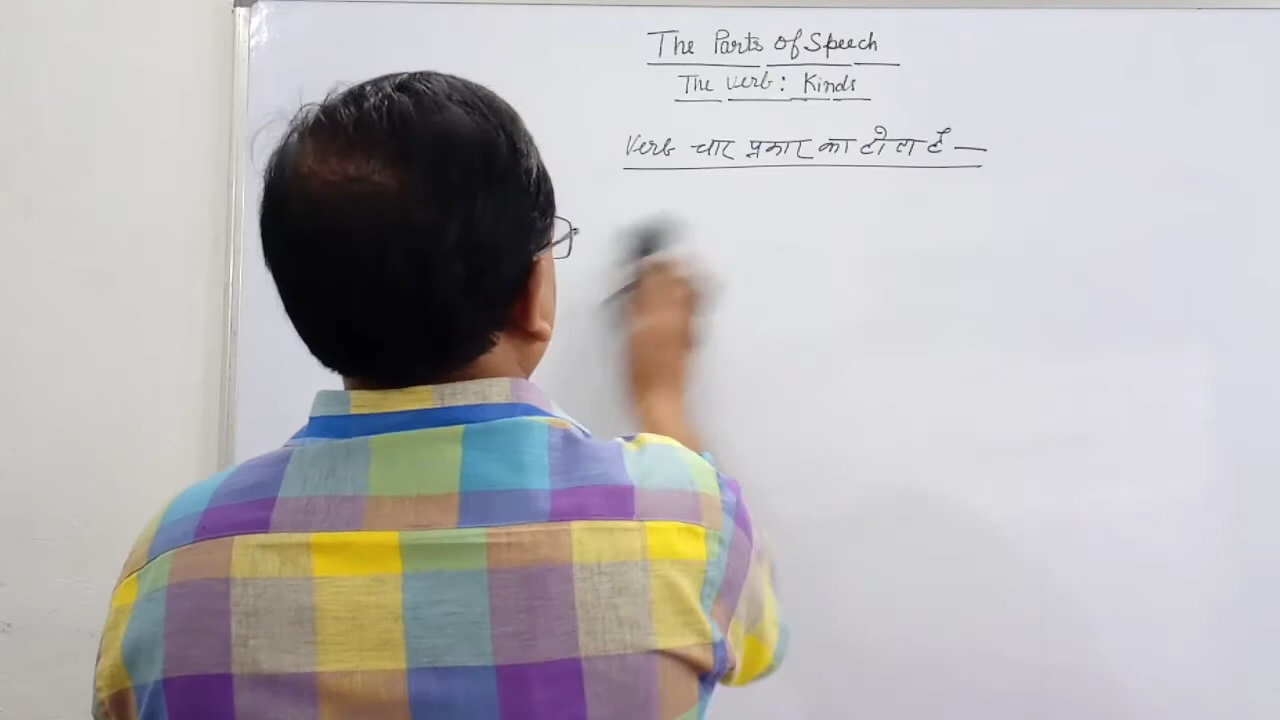 The Parts of Speech
The Verb: Kinds
Verb चार प्रकार का होता है —